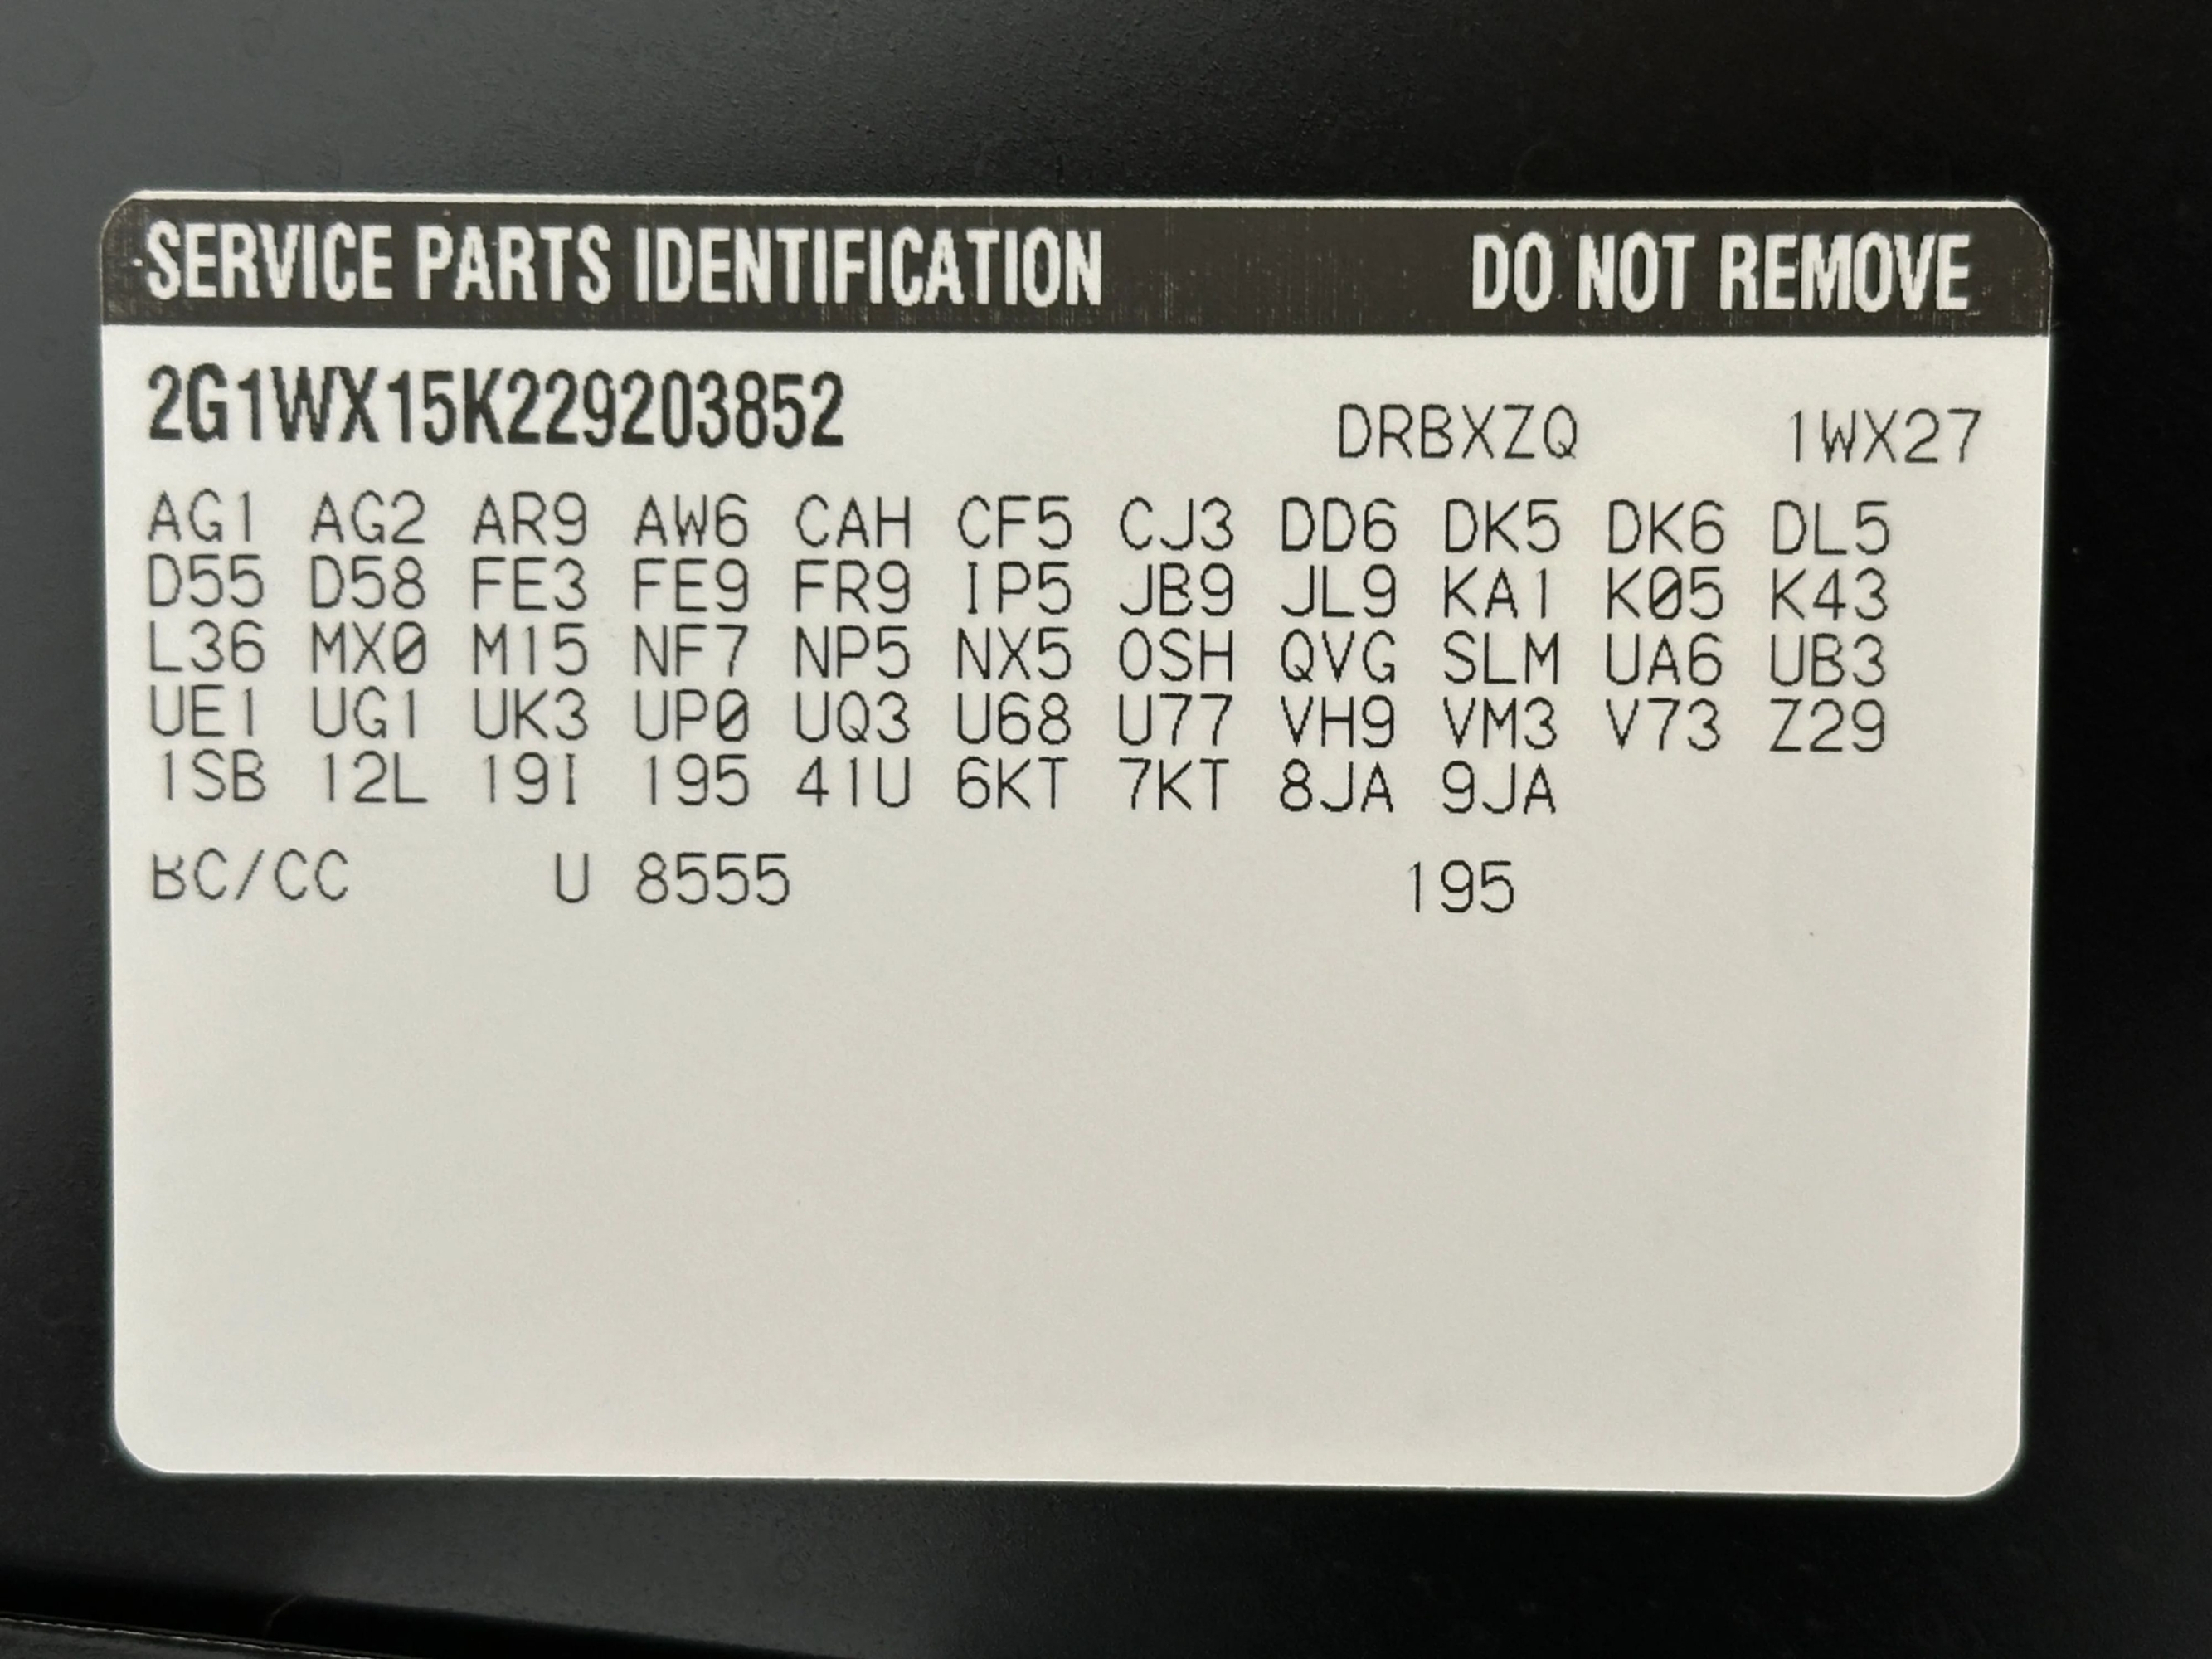 SERVICE PARTS IDENTIFICATION DO NOT REMOVE
2G1WX15K229203852 DRBXZQ 1WX27
AG1 AG2 AR9 AW6 CAH CF5 CJ3 DD6 DK5 DK6 DL5
D55 D58 FE3 FE9 FR9 IP5 JB9 JL9 KA1 K05 K43
L36 MX0 M15 NF7 NP5 NX5 OSH QVG SLM UA6 UB3
UE1 UG1 UK3 UP0 UQ3 U68 U77 VH9 VM3 V73 Z29
1SB 12L 19I 195 41U 6KT 7KT 8JA 9JA
BC/CC U 8555 195